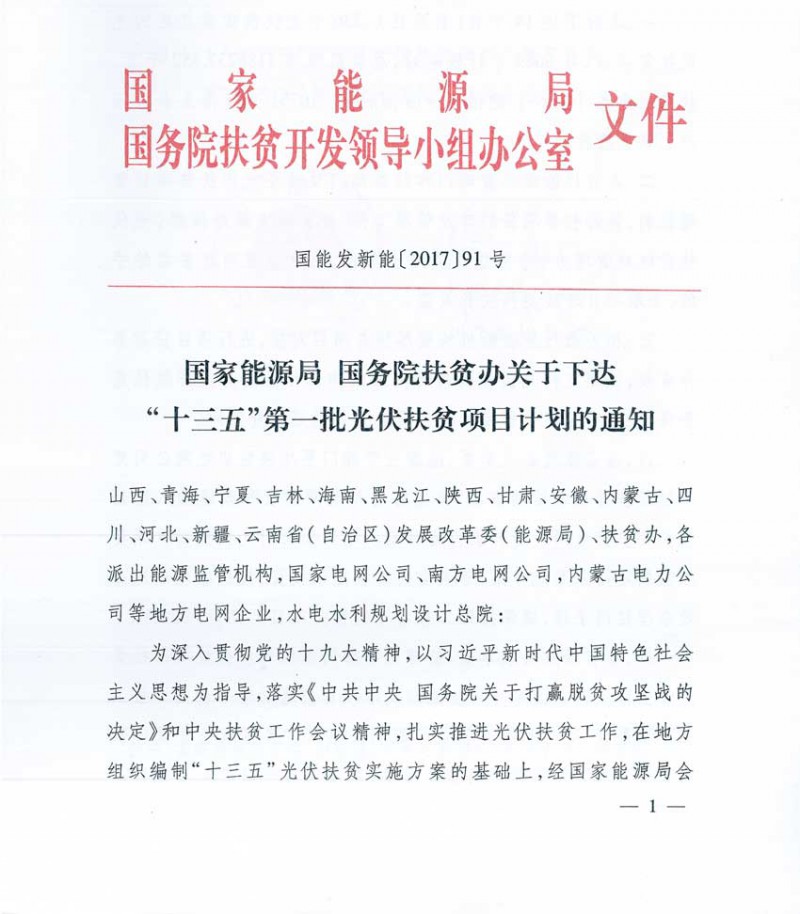 国家能源局
国务院扶贫开发领导小组办公室 文件
国能发新能〔2017〕91号
国家能源局 国务院扶贫办关于下达
“十三五”第一批光伏扶贫项目计划的通知
山西、青海、宁夏、吉林、海南、黑龙江、陕西、甘肃、安徽、内蒙古、四
川、河北、新疆、云南省(自治区)发展改革委(能源局)、扶贫办,各
派出能源监管机构,国家电网公司、南方电网公司,内蒙古电力公
司等地方电网企业,水电水利规划设计总院:
为深入贯彻党的十九大精神,以习近平新时代中国特色社会
主义思想为指导,落实《中共中央 国务院关于打赢脱贫攻坚战的
决定》和中央扶贫工作会议精神,扎实推进光伏扶贫工作,在地方
组织编制“十三五”光伏扶贫实施方案的基础上,经国家能源局会
— 1 —